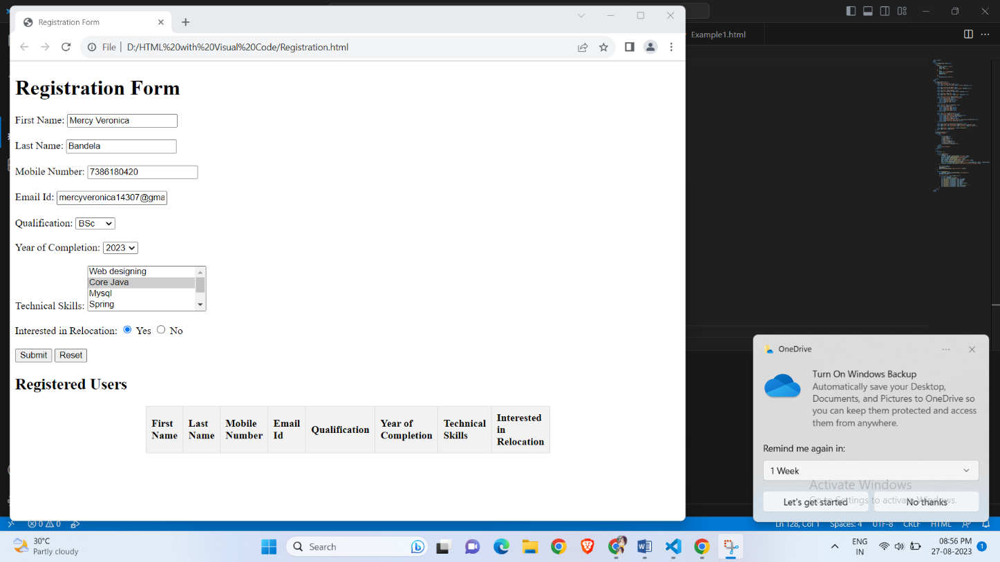 Registration Form
Example1.html
File | D:/HTML%20with%20Visual%20Code/Registration.html
Registration Form
First Name: Mercy Veronica
Last Name: Bandela
Mobile Number: 7386180420
Email Id: mercyveronica14307@gma
Qualification: BSc
Year of Completion: 2023
Web designing
Core Java
Mysql
Spring
Technical Skills:
Interested in Relocation: Yes No
Submit Reset
Registered Users
First Name
Last Name
Mobile Number
Email Id
Qualification
Year of Completion
Technical Skills
Interested in Relocation
OneDrive
Turn On Windows Backup
Automatically save your Desktop,
Documents, and Pictures to OneDrive so
you can keep them protected and access
them from anywhere.
Remind me again in:
1 Week
Activate Windows
Go to Settings to activate Windows.
Let's get started No thanks
0 0
Ln 128, Col 1 Spaces: 4 UTF-8 CRLF HTML
30°C
Partly cloudy
Search
ENG
IN
08:56 PM
27-08-2023
1